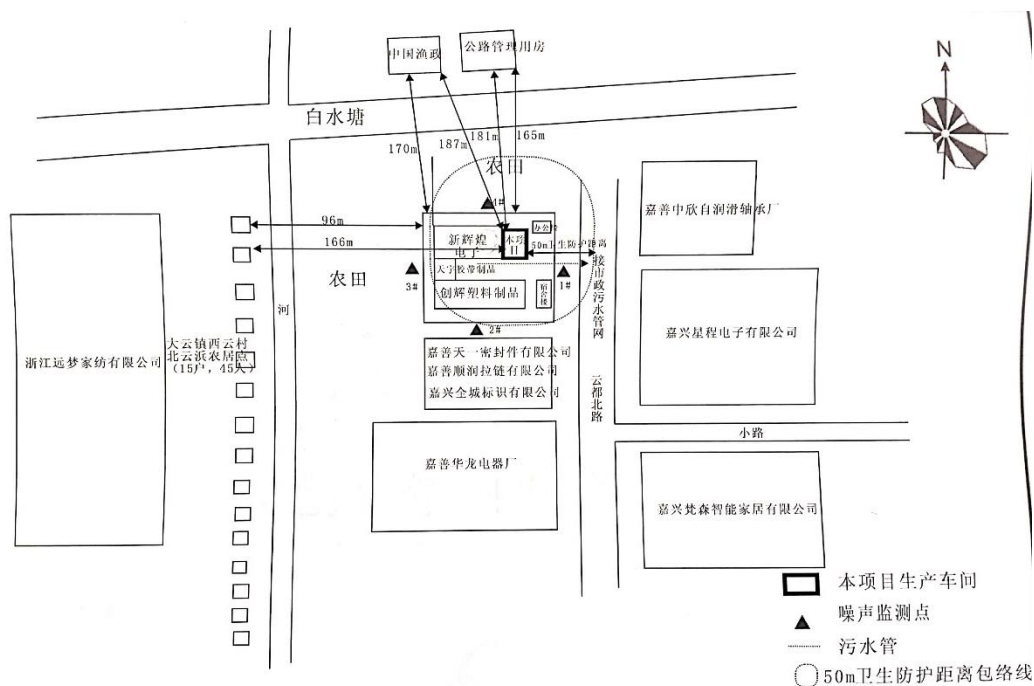 中国渔政
公路管理用房
N
白水塘
170m
187m
181m
165m
农田
4#
嘉善中欣自润滑轴承厂
96m
166m
新辉煌
电子
本项
目
办公楼
50m卫生防护距离
天宇胶带制品
创辉塑料制品
宿舍楼
农田
3#
1#
2#
接市政污水管网
河
大云镇西云村
北云浜农居点
(15户，45人)
浙江远梦家纺有限公司
嘉善天一密封件有限公司
嘉善顺润拉链有限公司
嘉兴全城标识有限公司
嘉兴星程电子有限公司
云都北路
小路
嘉善华龙电器厂
嘉兴梵森智能家居有限公司
本项目生产车间
噪声监测点
污水管
50m卫生防护距离包络线